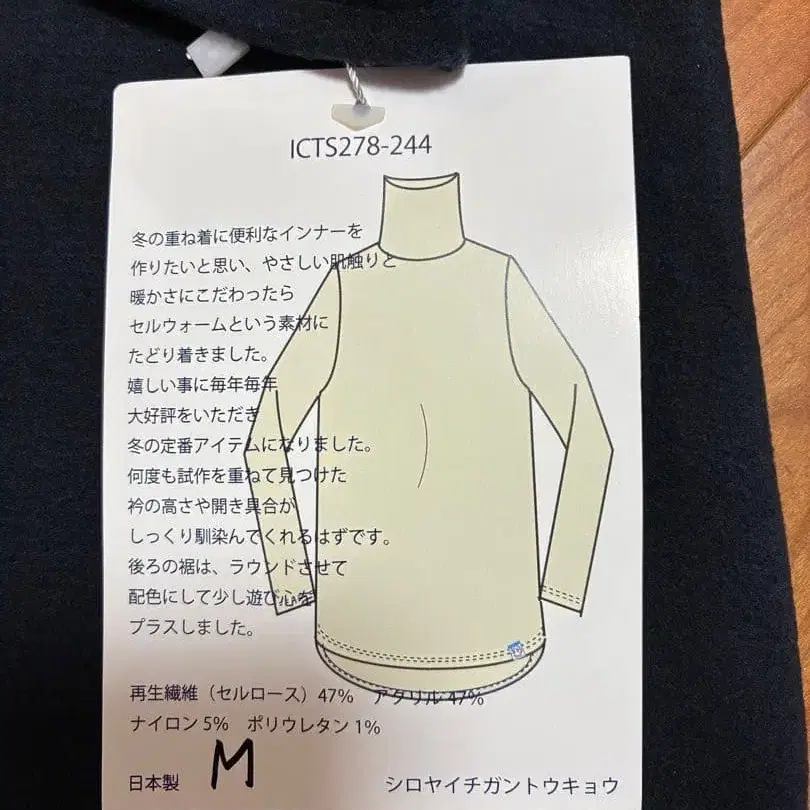 ICTS278-244
冬の重ね着に便利なインナーを
作りたいと思い、やさしい肌触りと
暖かさにこだわったら
セルウォームという素材に
たどり着きました。
嬉しい事に毎年毎年
大好評をいただき
冬の定番アイテムになりました。
何度も試作を重ねて見つけた
衿の高さや開き具合が
しっくり馴染んでくれるはずです。
後ろの裾は、ラウンドさせて
配色にして少し遊び心を
プラスしました。
再生繊維（セルロース）47% アクリル 47%
ナイロン 5% ポリウレタン 1%
日本製 M シロヤイチガントウキョウ